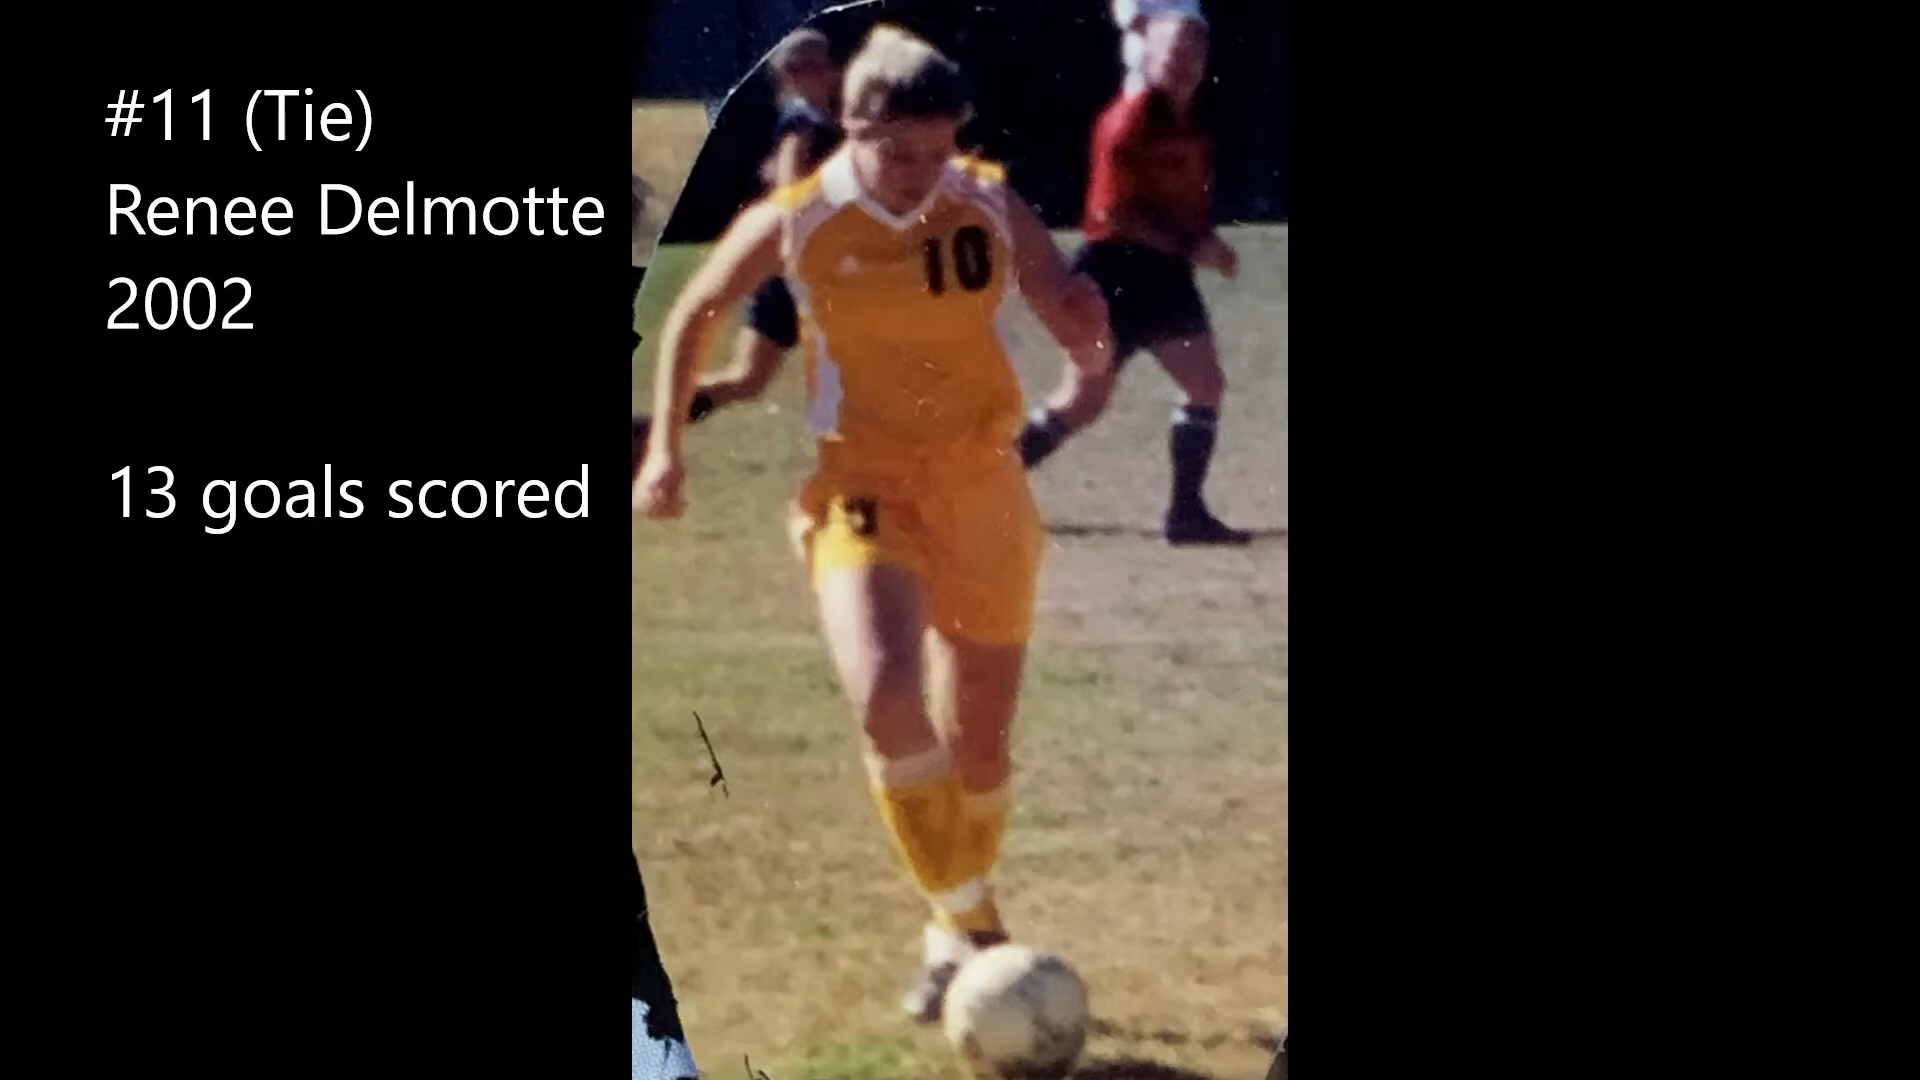 #11 (Tie)
Renee Delmotte
2002
13 goals scored
10